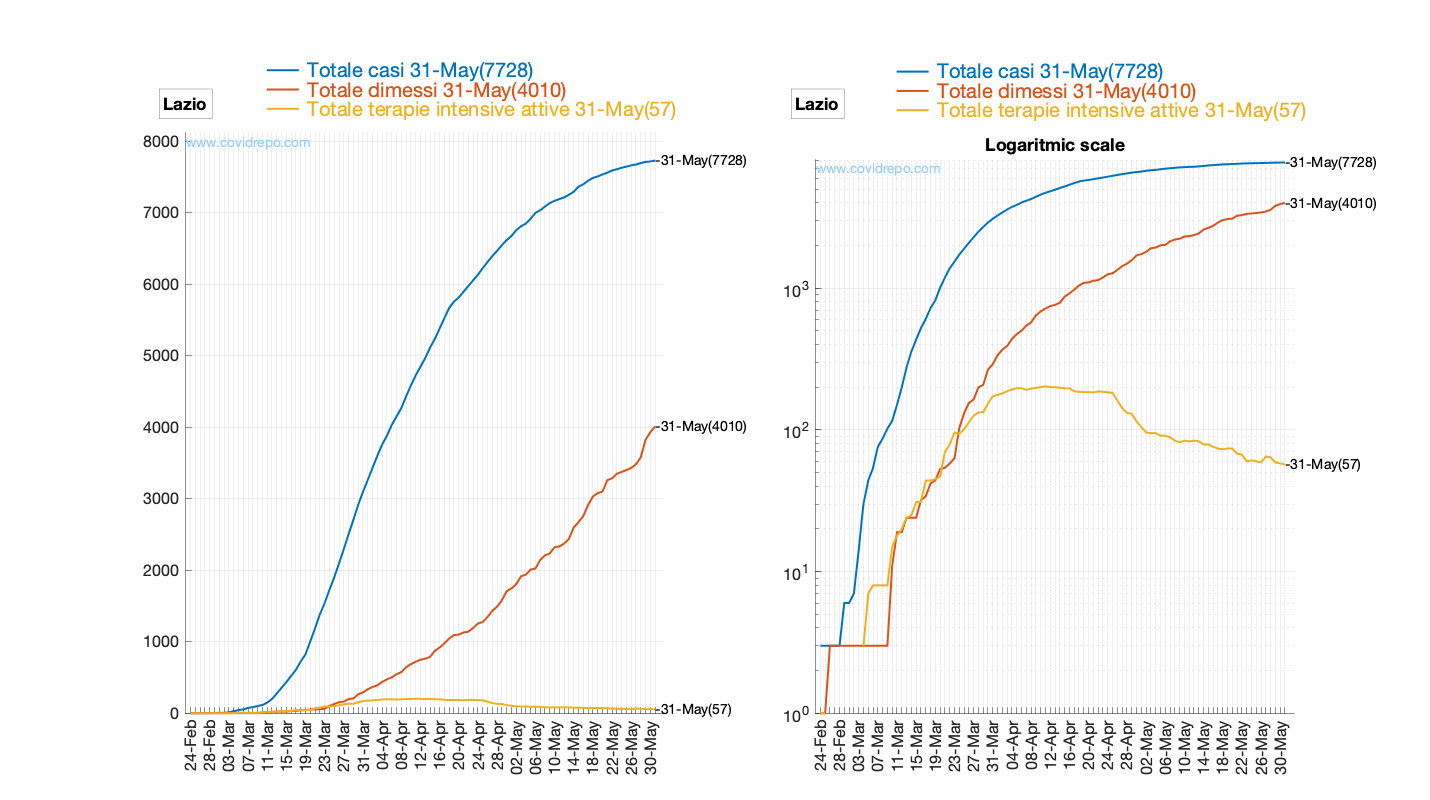 Totale casi 31-May(7728)
Totale dimessi 31-May(4010)
Totale terapie intensive attive 31-May(57)
Lazio
www.covidrepo.com
8000
7000
6000
5000
4000
3000
2000
1000
0
31-May(7728)
31-May(4010)
31-May(57)
24-Feb
28-Feb
03-Mar
07-Mar
11-Mar
15-Mar
19-Mar
23-Mar
27-Mar
31-Mar
04-Apr
08-Apr
12-Apr
16-Apr
20-Apr
24-Apr
28-Apr
02-May
06-May
10-May
14-May
18-May
22-May
26-May
30-May
Totale casi 31-May(7728)
Totale dimessi 31-May(4010)
Totale terapie intensive attive 31-May(57)
Lazio
Logaritmic scale
www.covidrepo.com
10³
10²
10¹
10⁰
31-May(7728)
31-May(4010)
31-May(57)
24-Feb
28-Feb
03-Mar
07-Mar
11-Mar
15-Mar
19-Mar
23-Mar
27-Mar
31-Mar
04-Apr
08-Apr
12-Apr
16-Apr
20-Apr
24-Apr
28-Apr
02-May
06-May
10-May
14-May
18-May
22-May
26-May
30-May